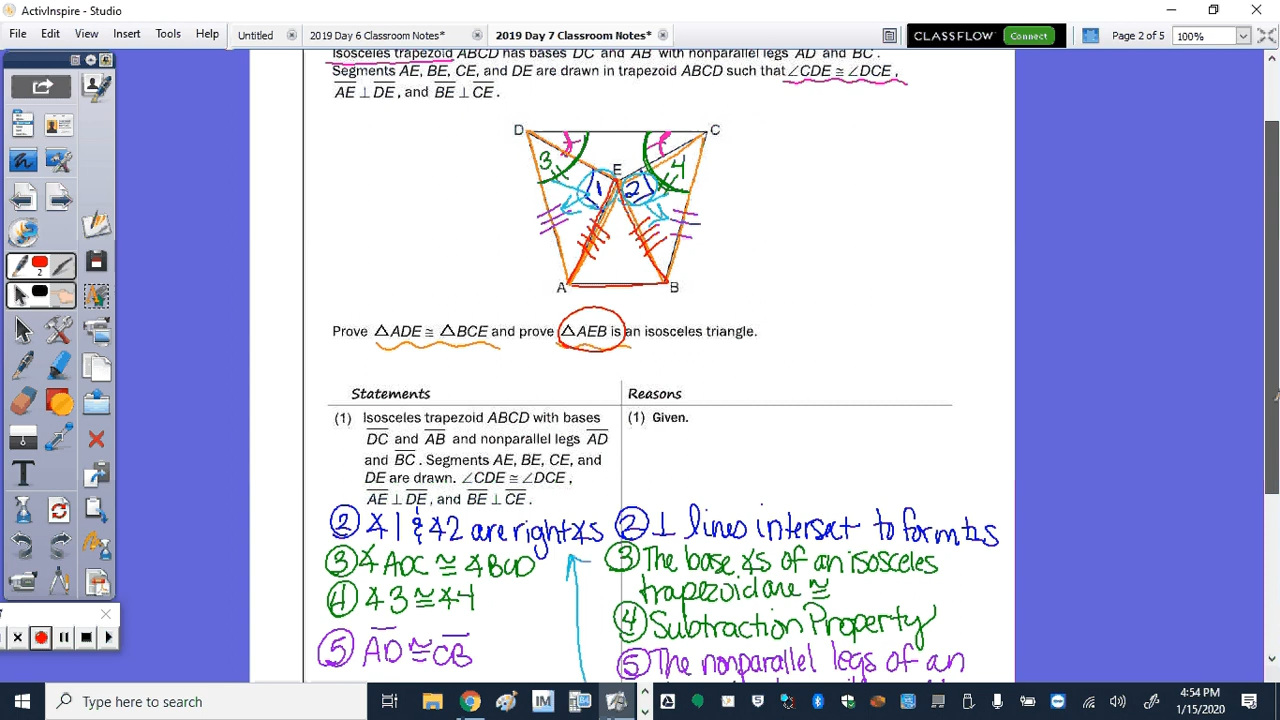 ActivInspire - Studio
File Edit View Insert Tools Help
Untitled
2019 Day 6 Classroom Notes*
2019 Day 7 Classroom Notes*
CLASSFLOW Connect
Page 2 of 5
100%
Isosceles trapezoid ABCD has bases DC and AB with nonparallel legs AD and BC.
Segments AE, BE, CE, and DE are drawn in trapezoid ABCD such that ∠CDE ≅ ∠DCE,
AE ⊥ DE, and BE ⊥ CE.
D C
3 E 4
1 2
A B
Prove △ADE ≅ △BCE and prove △AEB is an isosceles triangle.
Statements Reasons
(1) Isosceles trapezoid ABCD with bases (1) Given.
DC and AB and nonparallel legs AD
and BC. Segments AE, BE, CE, and
DE are drawn. ∠CDE ≅ ∠DCE,
AE ⊥ DE, and BE ⊥ CE.
② ∡1 & ∡2 are right ∡s ② ⊥ lines intersect to form
③ ∡ADC ≅ ∡BCD ③ The base ∡s of an isosceles
trapezoid are ≅
④ ∡3 ≅ ∡4 ④ Subtraction Property
⑤ AD ≅ CB ⑤ The nonparallel legs of an
2
T
Type here to search
4:54 PM
1/15/2020